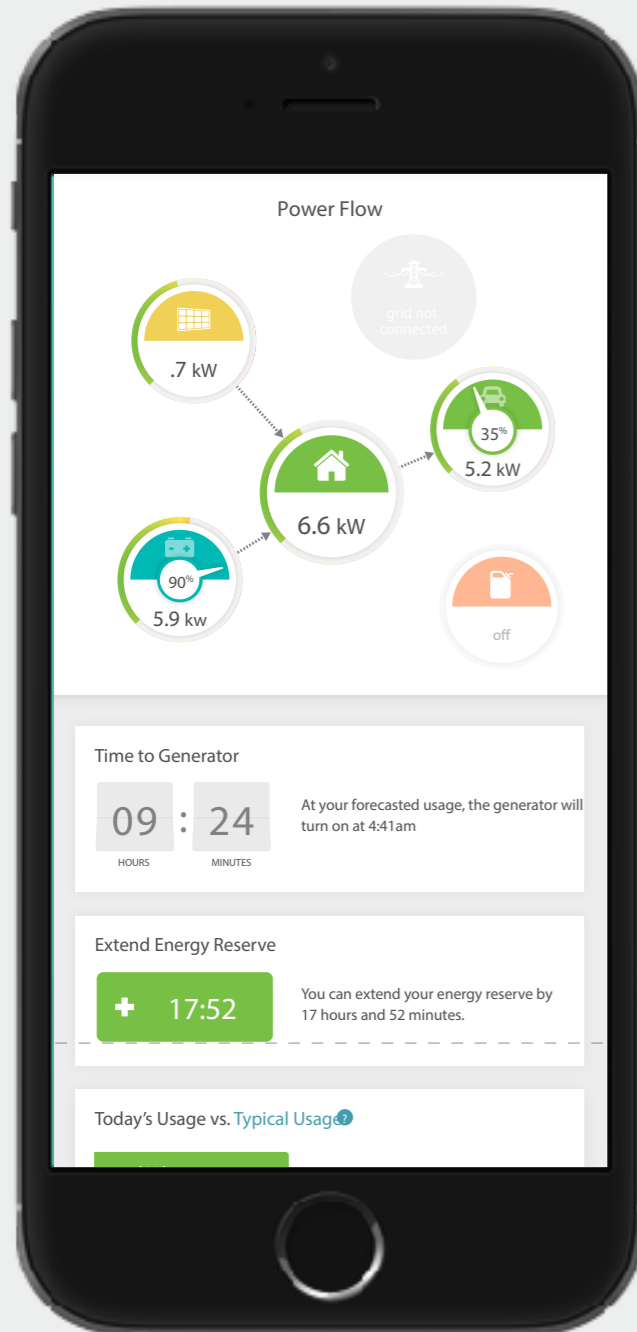 Power Flow
grid not
connected
.7 kW
35%
5.2 kW
6.6 kW
90%
5.9 kw
off
Time to Generator
09 : 24
HOURS MINUTES
At your forecasted usage, the generator will
turn on at 4:41am
Extend Energy Reserve
+ 17:52
You can extend your energy reserve by
17 hours and 52 minutes.
Today's Usage vs. Typical Usage ?